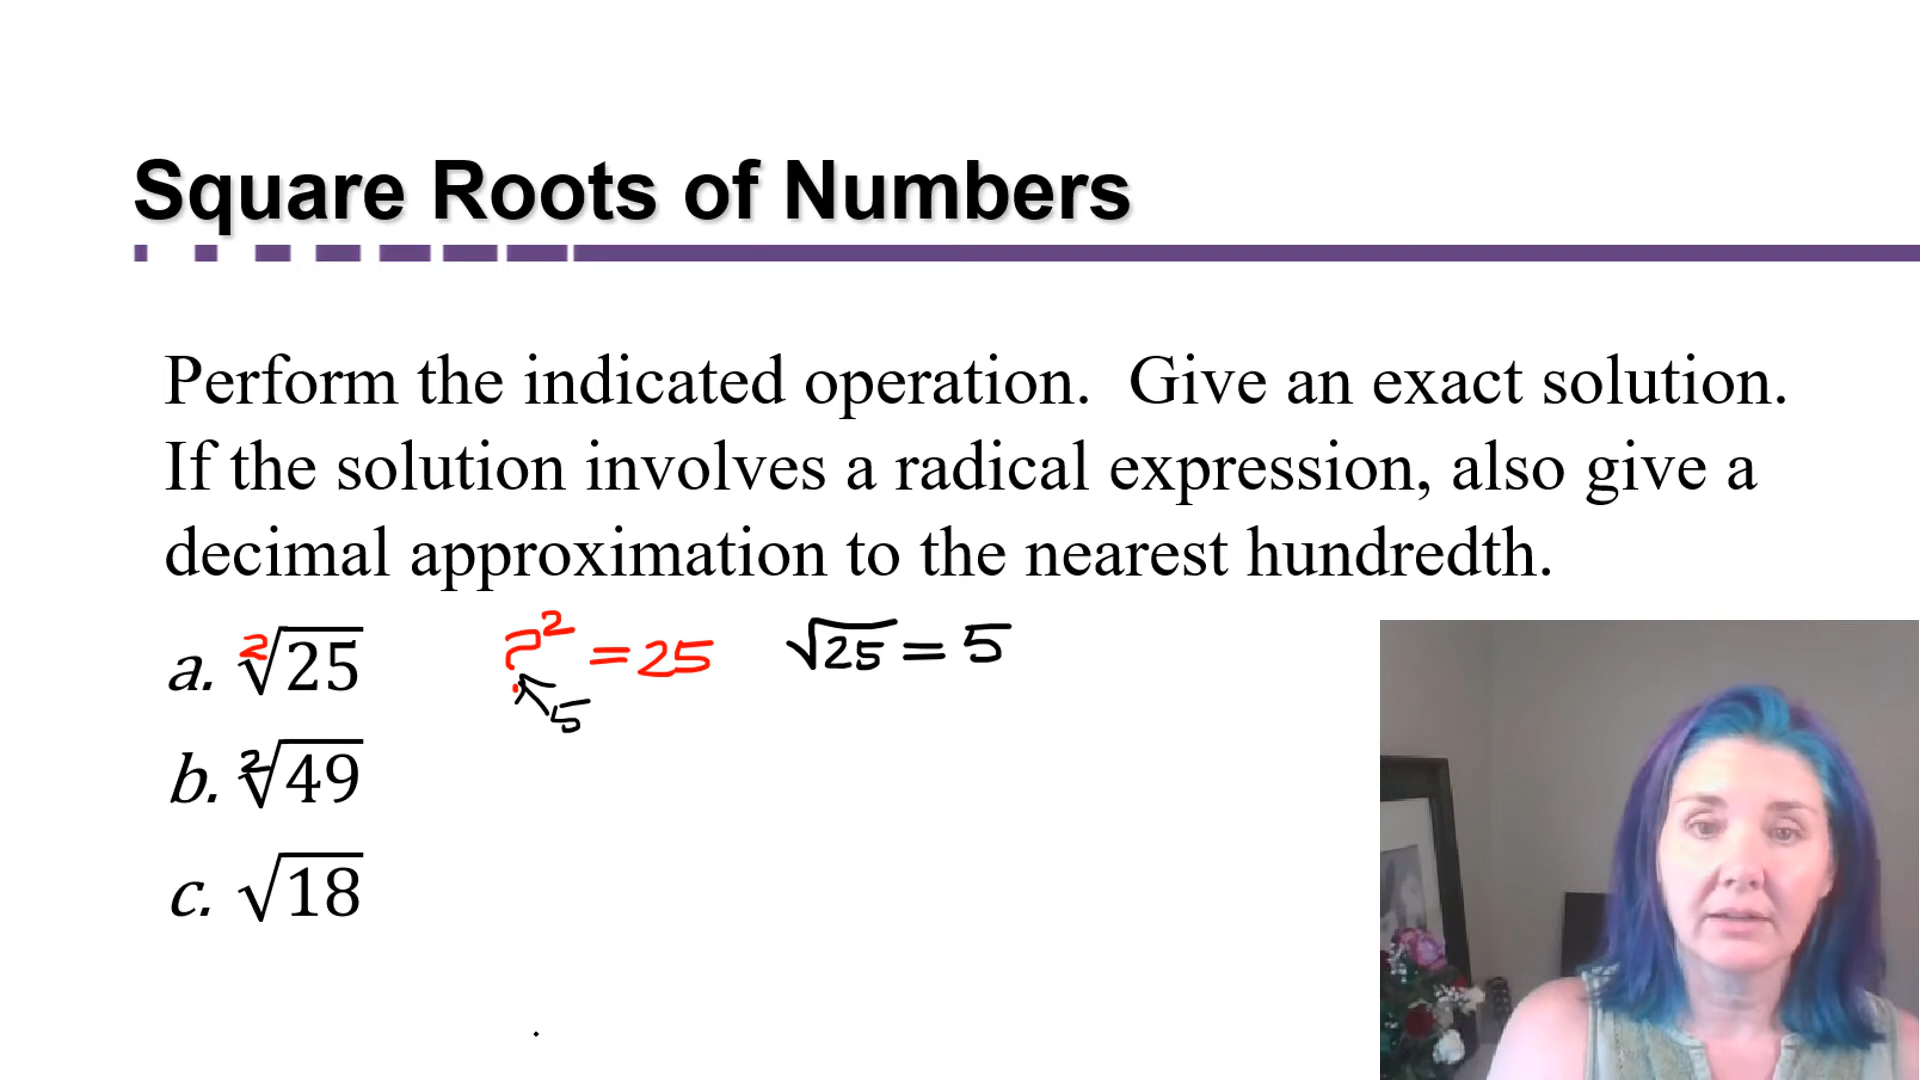 Square Roots of Numbers
Perform the indicated operation.  Give an exact solution.
If the solution involves a radical expression, also give a
decimal approximation to the nearest hundredth.
a. ²√25 ?² = 25 √25 = 5
5
b. ²√49
c. √18